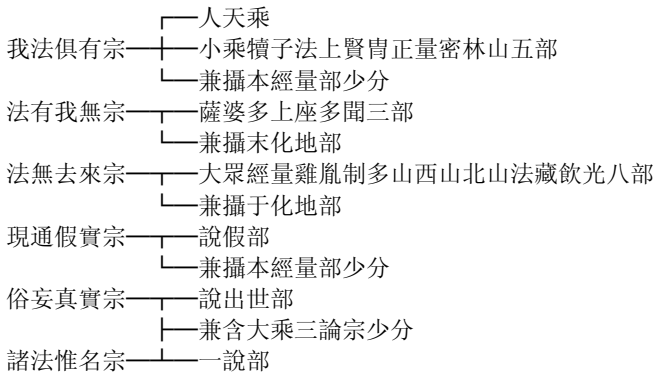 ┌──人天乘
我法俱有宗─┼──小乘犢子法上賢冑正量密林山五部
└──兼攝本經量部少分
法有我無宗─┬──薩婆多上座多聞三部
└──兼攝末化地部
法無去來宗─┬──大眾經量雞胤制多山西山北山法藏飲光八部
└──兼攝于化地部
現通假實宗─┬──說假部
└──兼攝本經量部少分
俗妄真實宗─┬──說出世部
├──兼含大乘三論宗少分
諸法惟名宗─┴──一說部